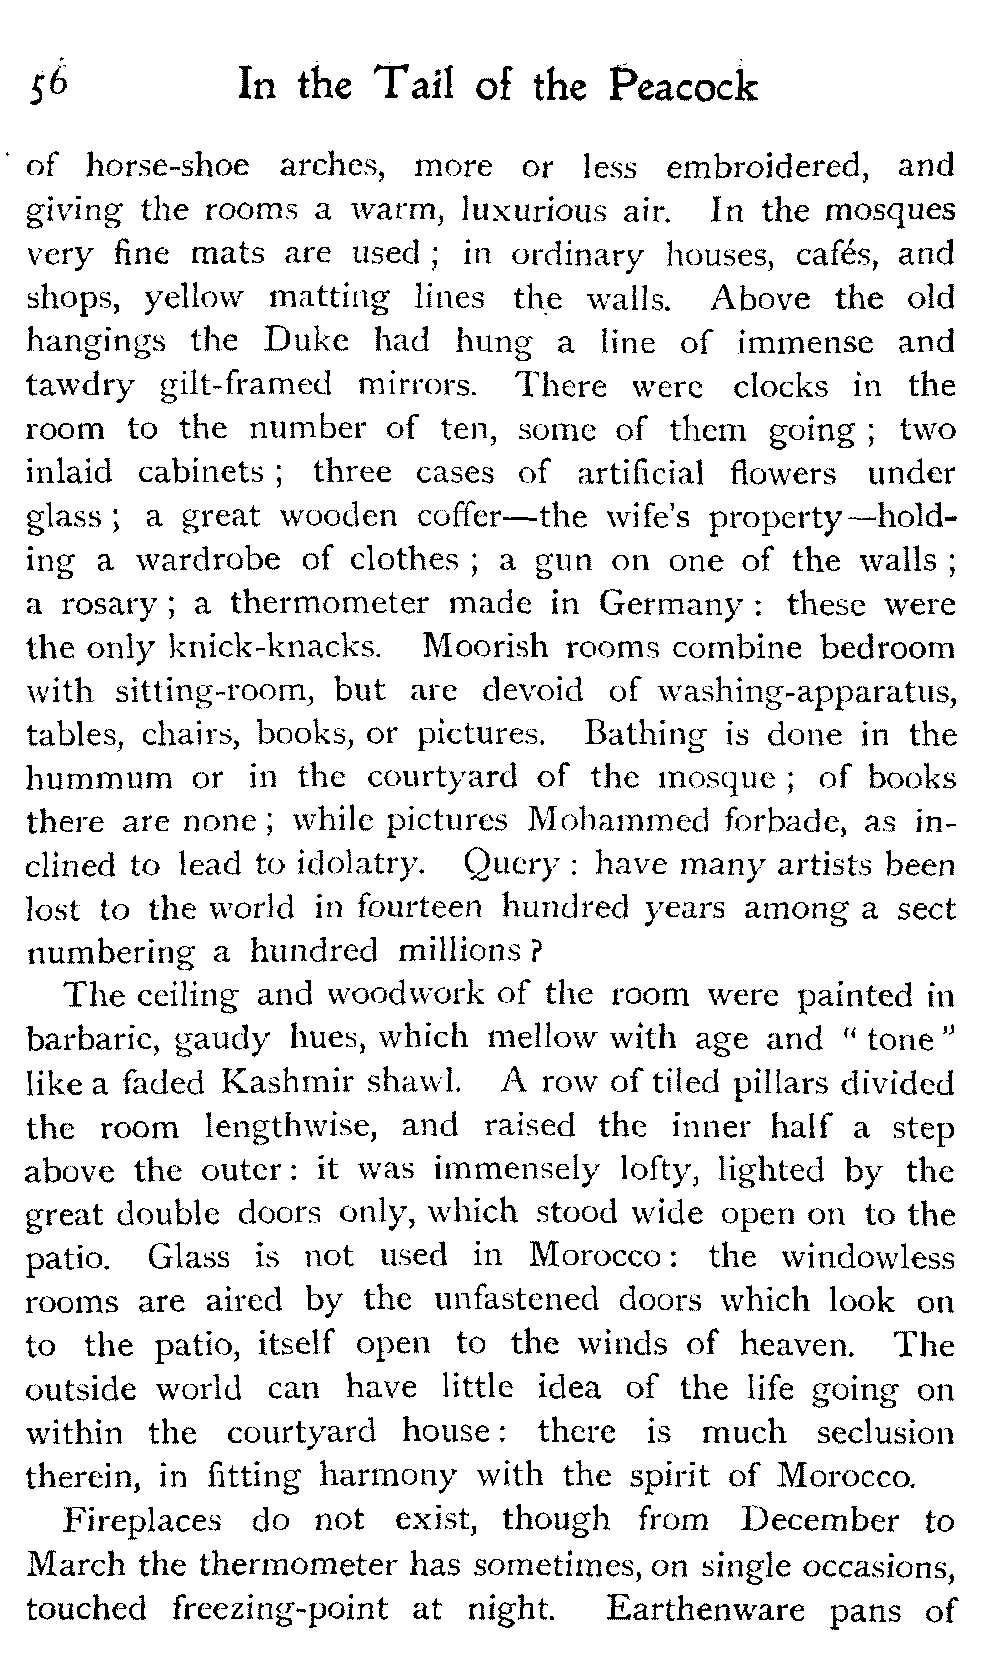 56 In the Tail of the Peacock
of horse-shoe arches, more or less embroidered, and
giving the rooms a warm, luxurious air. In the mosques
very fine mats are used ; in ordinary houses, cafés, and
shops, yellow matting lines the walls. Above the old
hangings the Duke had hung a line of immense and
tawdry gilt-framed mirrors. There were clocks in the
room to the number of ten, some of them going ; two
inlaid cabinets ; three cases of artificial flowers under
glass ; a great wooden coffer—the wife's property—hold-
ing a wardrobe of clothes ; a gun on one of the walls ;
a rosary ; a thermometer made in Germany : these were
the only knick-knacks. Moorish rooms combine bedroom
with sitting-room, but are devoid of washing-apparatus,
tables, chairs, books, or pictures. Bathing is done in the
hummum or in the courtyard of the mosque ; of books
there are none ; while pictures Mohammed forbade, as in-
clined to lead to idolatry. Query : have many artists been
lost to the world in fourteen hundred years among a sect
numbering a hundred millions ?
The ceiling and woodwork of the room were painted in
barbaric, gaudy hues, which mellow with age and " tone "
like a faded Kashmir shawl. A row of tiled pillars divided
the room lengthwise, and raised the inner half a step
above the outer : it was immensely lofty, lighted by the
great double doors only, which stood wide open on to the
patio. Glass is not used in Morocco : the windowless
rooms are aired by the unfastened doors which look on
to the patio, itself open to the winds of heaven. The
outside world can have little idea of the life going on
within the courtyard house : there is much seclusion
therein, in fitting harmony with the spirit of Morocco.
Fireplaces do not exist, though from December to
March the thermometer has sometimes, on single occasions,
touched freezing-point at night. Earthenware pans of